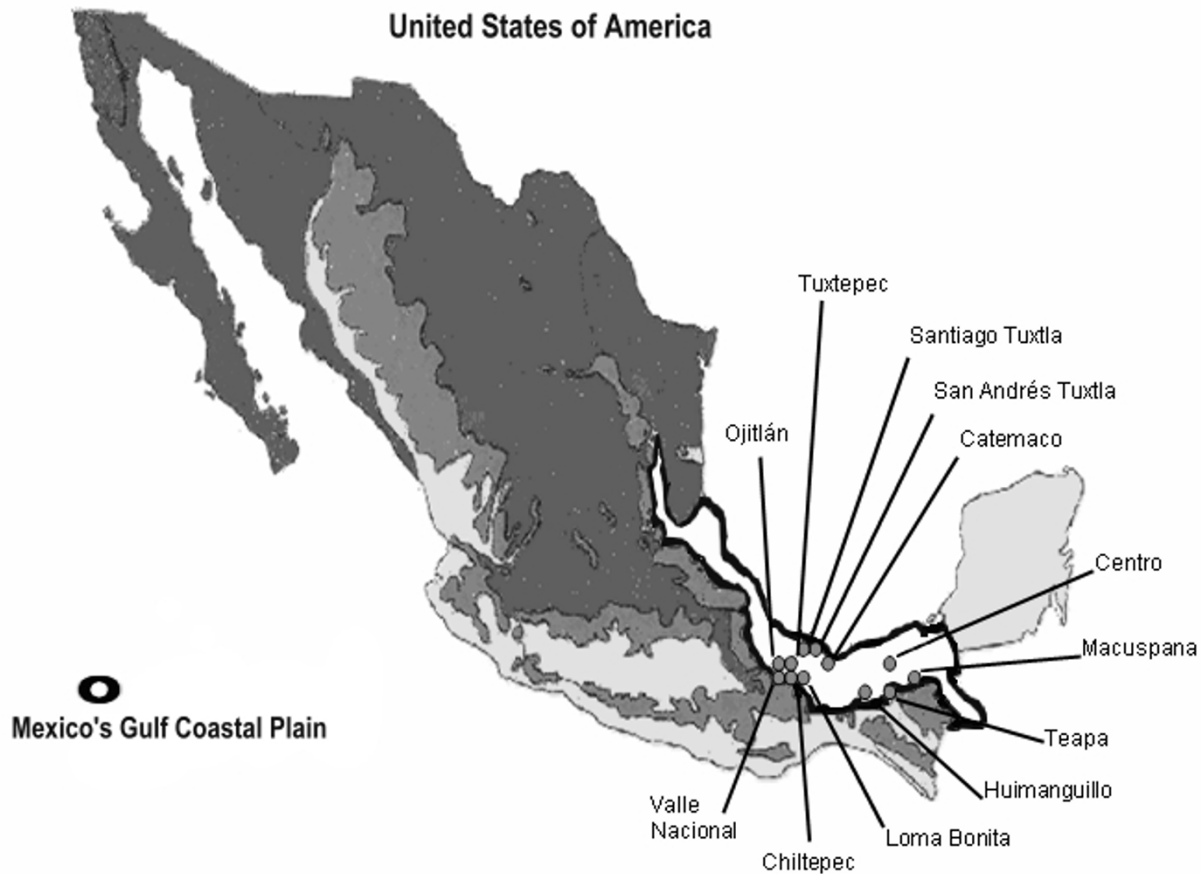 United States of America
Tuxtepec
Santiago Tuxtla
San Andrés Tuxtla
Ojitlán
Catemaco
Centro
Macuspana
Mexico's Gulf Coastal Plain
Teapa
Huimanguillo
Valle
Nacional
Loma Bonita
Chiltepec